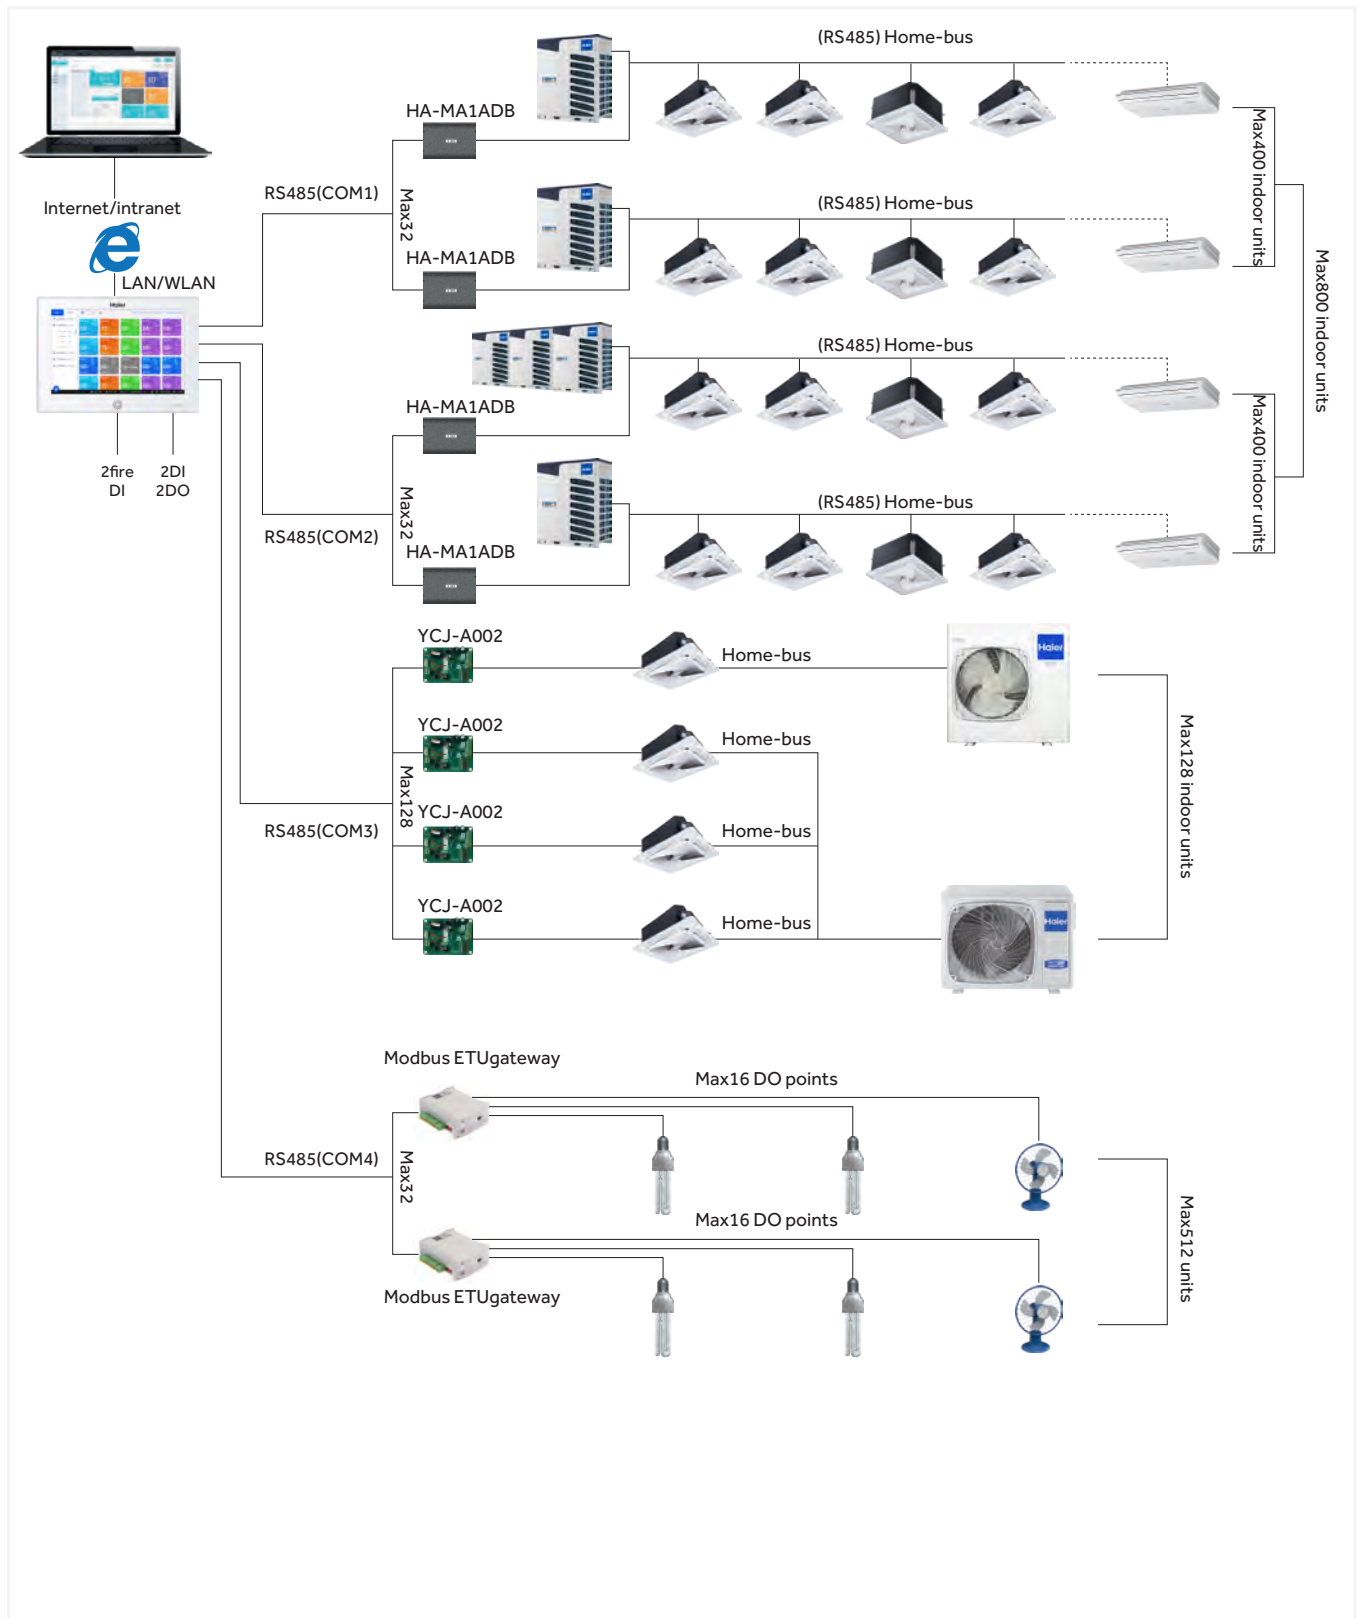 (RS485) Home-bus
HA-MA1ADB
Max400 indoor units
RS485(COM1)
Max32
Internet/intranet
(RS485) Home-bus
HA-MA1ADB
LAN/WLAN
Max800 indoor units
Haier
(RS485) Home-bus
HA-MA1ADB
Max400 indoor units
2fire
DI
2DI
2DO
Max32
(RS485) Home-bus
RS485(COM2)
HA-MA1ADB
YCJ-A002
Home-bus
Haier
YCJ-A002
Home-bus
Max128 indoor units
Max128
YCJ-A002
RS485(COM3)
Home-bus
YCJ-A002
Home-bus
Haier
Modbus ETUgateway
Max16 DO points
RS485(COM4)
Max32
Max16 DO points
Max512 units
Modbus ETUgateway